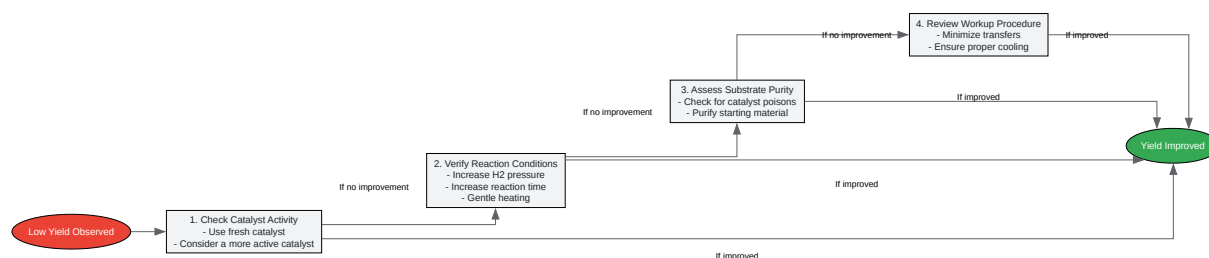 Low Yield Observed
1. Check Catalyst Activity
- Use fresh catalyst
- Consider a more active catalyst
If no improvement
If improved
2. Verify Reaction Conditions
- Increase H2 pressure
- Increase reaction time
- Gentle heating
If no improvement
If improved
3. Assess Substrate Purity
- Check for catalyst poisons
- Purify starting material
If no improvement
If improved
4. Review Workup Procedure
- Minimize transfers
- Ensure proper cooling
If improved
Yield Improved